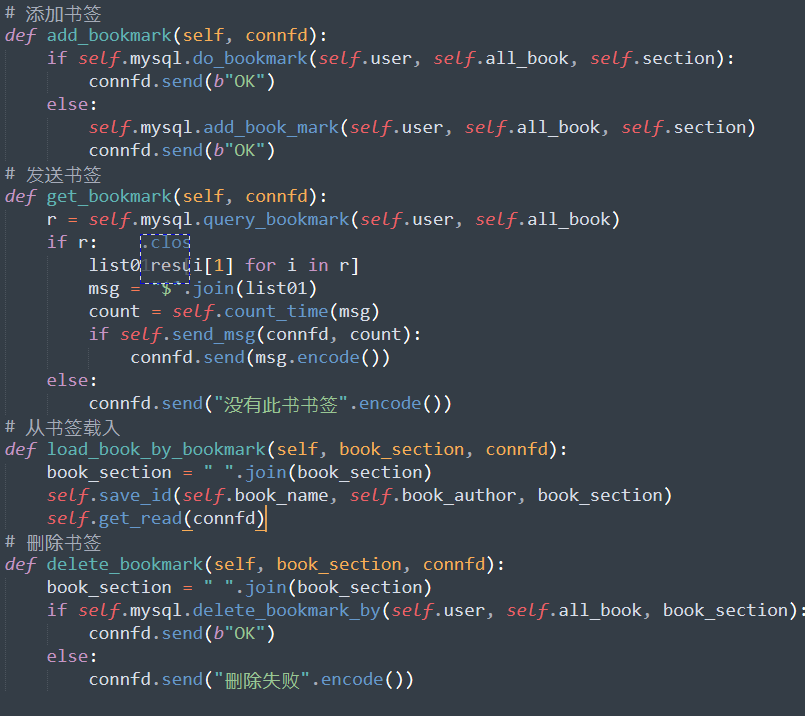 # 添加书签
def add_bookmark(self, connfd):
    if self.mysql.do_bookmark(self.user, self.all_book, self.section):
        connfd.send(b"OK")
    else:
        self.mysql.add_book_mark(self.user, self.all_book, self.section)
        connfd.send(b"OK")
# 发送书签
def get_bookmark(self, connfd):
    r = self.mysql.query_bookmark(self.user, self.all_book)
    if r: .clos
        list0 resu i[1] for i in r]
        msg = "$".join(list01)
        count = self.count_time(msg)
        if self.send_msg(connfd, count):
            connfd.send(msg.encode())
    else:
        connfd.send("没有此书书签".encode())
# 从书签载入
def load_book_by_bookmark(self, book_section, connfd):
    book_section = " ".join(book_section)
    self.save_id(self.book_name, self.book_author, book_section)
    self.get_read(connfd)
# 删除书签
def delete_bookmark(self, book_section, connfd):
    book_section = " ".join(book_section)
    if self.mysql.delete_bookmark_by(self.user, self.all_book, book_section):
        connfd.send(b"OK")
    else:
        connfd.send("删除失败".encode())